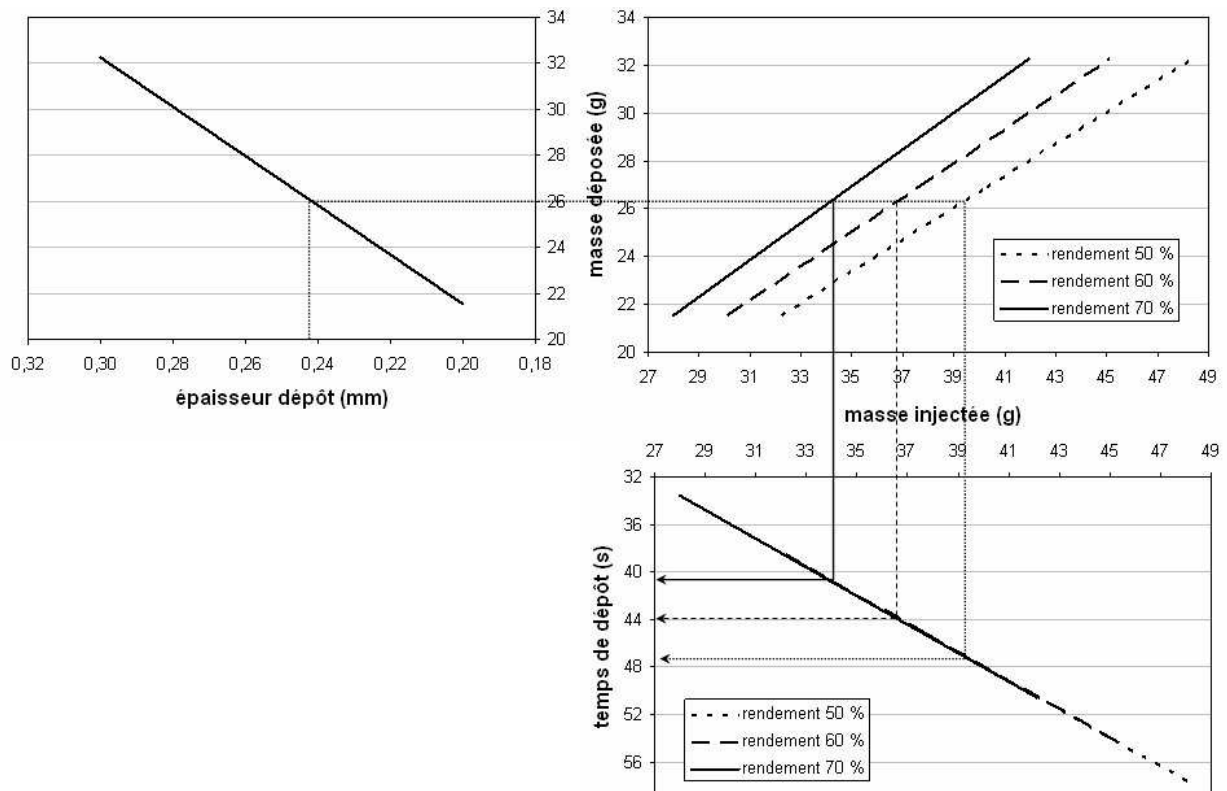 34
32
30
28
26
24
22
20
0,32 0,30 0,28 0,26 0,24 0,22 0,20 0,18
épaisseur dépôt (mm)
masse déposée (g)
34
32
30
28
26
24
22
20
27 29 31 33 35 37 39 41 43 45 47 49
masse injectée (g)
rendement 50 %
rendement 60 %
rendement 70 %
27 29 31 33 35 37 39 41 43 45 47 49
temps de dépôt (s)
32
36
40
44
48
52
56
rendement 50 %
rendement 60 %
rendement 70 %